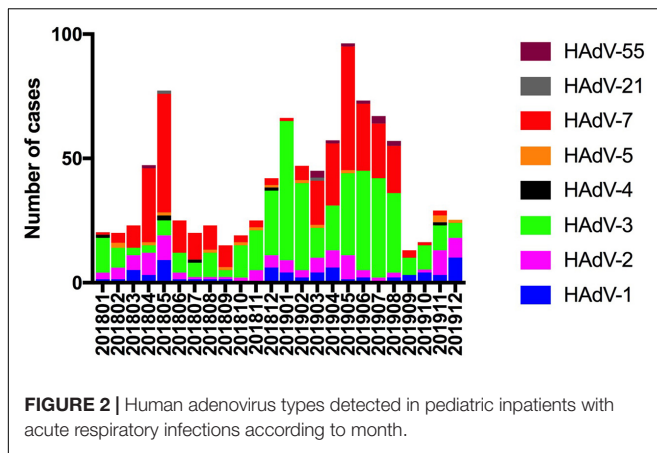 100
50
0
Number of cases
201801
201802
201803
201804
201805
201806
201807
201808
201809
201810
201811
201812
201901
201902
201903
201904
201905
201906
201907
201908
201909
201910
201911
201912
HAdV-55
HAdV-21
HAdV-7
HAdV-5
HAdV-4
HAdV-3
HAdV-2
HAdV-1
FIGURE 2 | Human adenovirus types detected in pediatric inpatients with
acute respiratory infections according to month.